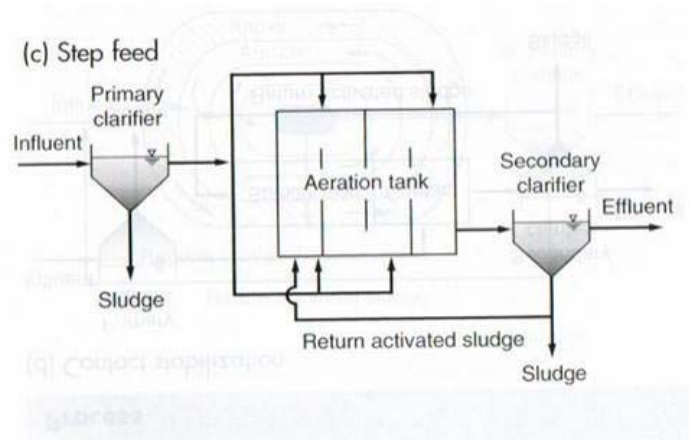 (c) Step feed
Primary
clarifier
Influent
Aeration tank
Secondary
clarifier
Effluent
Sludge
Return activated sludge
Sludge